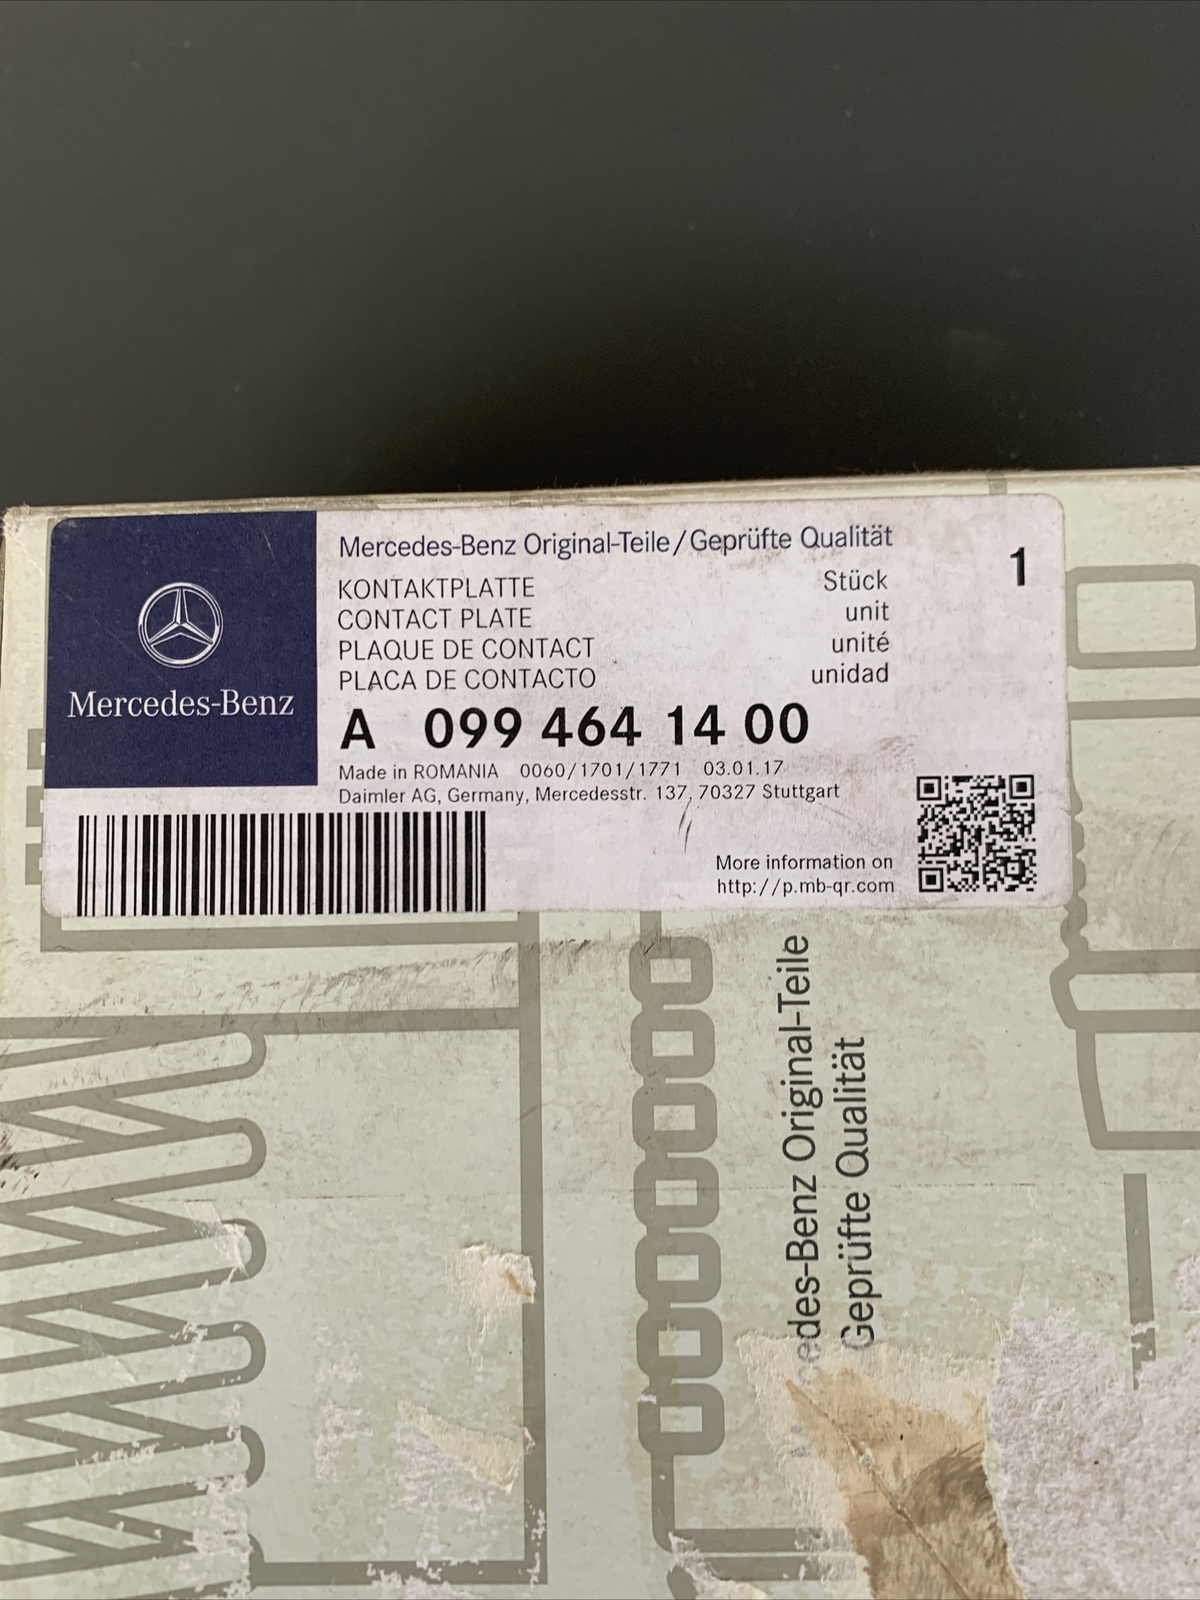 Mercedes-Benz
Mercedes-Benz Original-Teile/Geprüfte Qualität
KONTAKTPLATTE Stück 1
CONTACT PLATE unit
PLAQUE DE CONTACT unité
PLACA DE CONTACTO unidad
A 099 464 14 00
Made in ROMANIA 0060/1701/1771 03.01.17
Daimler AG, Germany, Mercedesstr. 137, 70327 Stuttgart
More information on
http://p.mb-qr.com
edes-Benz Original-Teile
Geprüfte Qualität